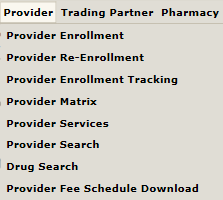 Provider Trading Partner Pharmacy
Provider Enrollment
Provider Re-Enrollment
Provider Enrollment Tracking
Provider Matrix
Provider Services
Provider Search
Drug Search
Provider Fee Schedule Download